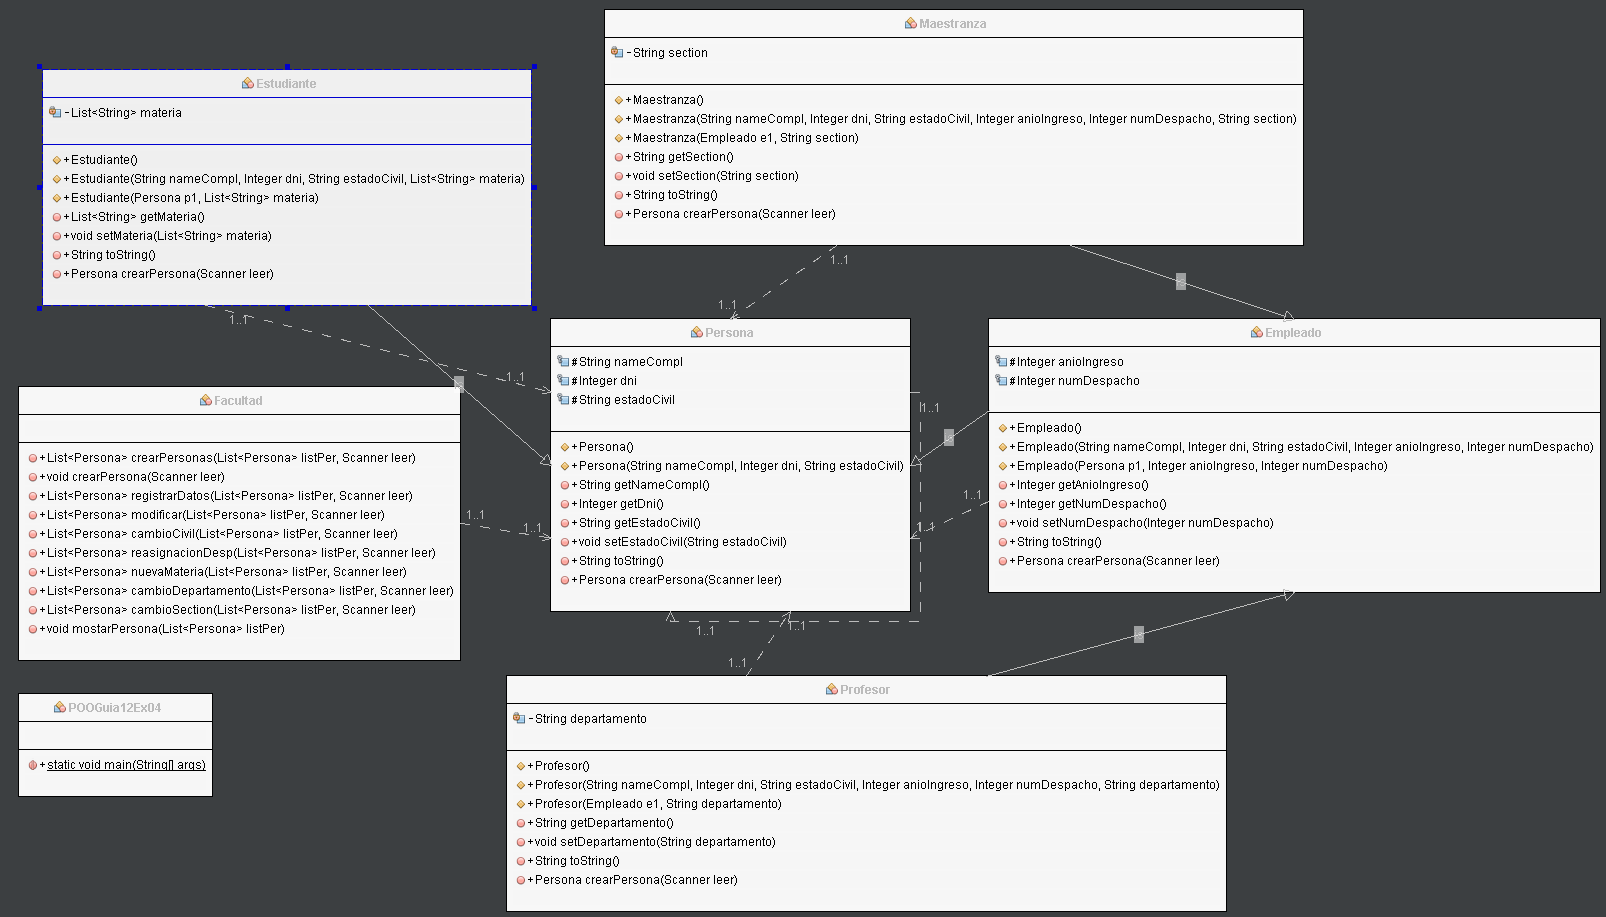 Maestranza
-String section
+Maestranza()
+Maestranza(String nameCompl, Integer dni, String estadoCivil, Integer anioIngreso, Integer numDespacho, String section)
+Maestranza(Empleado e1, String section)
+String getSection()
+void setSection(String section)
+String toString()
+Persona crearPersona(Scanner leer)
Estudiante
-List<String> materia
+Estudiante()
+Estudiante(String nameCompl, Integer dni, String estadoCivil, List<String> materia)
+Estudiante(Persona p1, List<String> materia)
+List<String> getMateria()
+void setMateria(List<String> materia)
+String toString()
+Persona crearPersona(Scanner leer)
1..1
1..1
1..1
1..1
Persona
#String nameCompl
#Integer dni
#String estadoCivil
+Persona()
+Persona(String nameCompl, Integer dni, String estadoCivil)
+String getNameCompl()
+Integer getDni()
+String getEstadoCivil()
+void setEstadoCivil(String estadoCivil)
+String toString()
+Persona crearPersona(Scanner leer)
1..1
1..1
1..1
Empleado
#Integer anioIngreso
#Integer numDespacho
+Empleado()
+Empleado(String nameCompl, Integer dni, String estadoCivil, Integer anioIngreso, Integer numDespacho)
+Empleado(Persona p1, Integer anioIngreso, Integer numDespacho)
+Integer getAnioIngreso()
+Integer getNumDespacho()
+void setNumDespacho(Integer numDespacho)
+String toString()
+Persona crearPersona(Scanner leer)
Facultad
+List<Persona> crearPersonas(List<Persona> listPer, Scanner leer)
+void crearPersona(Scanner leer)
+List<Persona> registrarDatos(List<Persona> listPer, Scanner leer)
+List<Persona> modificar(List<Persona> listPer, Scanner leer)
+List<Persona> cambioCivil(List<Persona> listPer, Scanner leer)
+List<Persona> reasignacionDesp(List<Persona> listPer, Scanner leer)
+List<Persona> nuevaMateria(List<Persona> listPer, Scanner leer)
+List<Persona> cambioDepartamento(List<Persona> listPer, Scanner leer)
+List<Persona> cambioSection(List<Persona> listPer, Scanner leer)
+void mostarPersona(List<Persona> listPer)
1..1
1..1
1..1
1..1
1..1
POOGuia12Ex04
+static void main(String[] args)
Profesor
-String departamento
+Profesor()
+Profesor(String nameCompl, Integer dni, String estadoCivil, Integer anioIngreso, Integer numDespacho, String departamento)
+Profesor(Empleado e1, String departamento)
+String getDepartamento()
+void setDepartamento(String departamento)
+String toString()
+Persona crearPersona(Scanner leer)